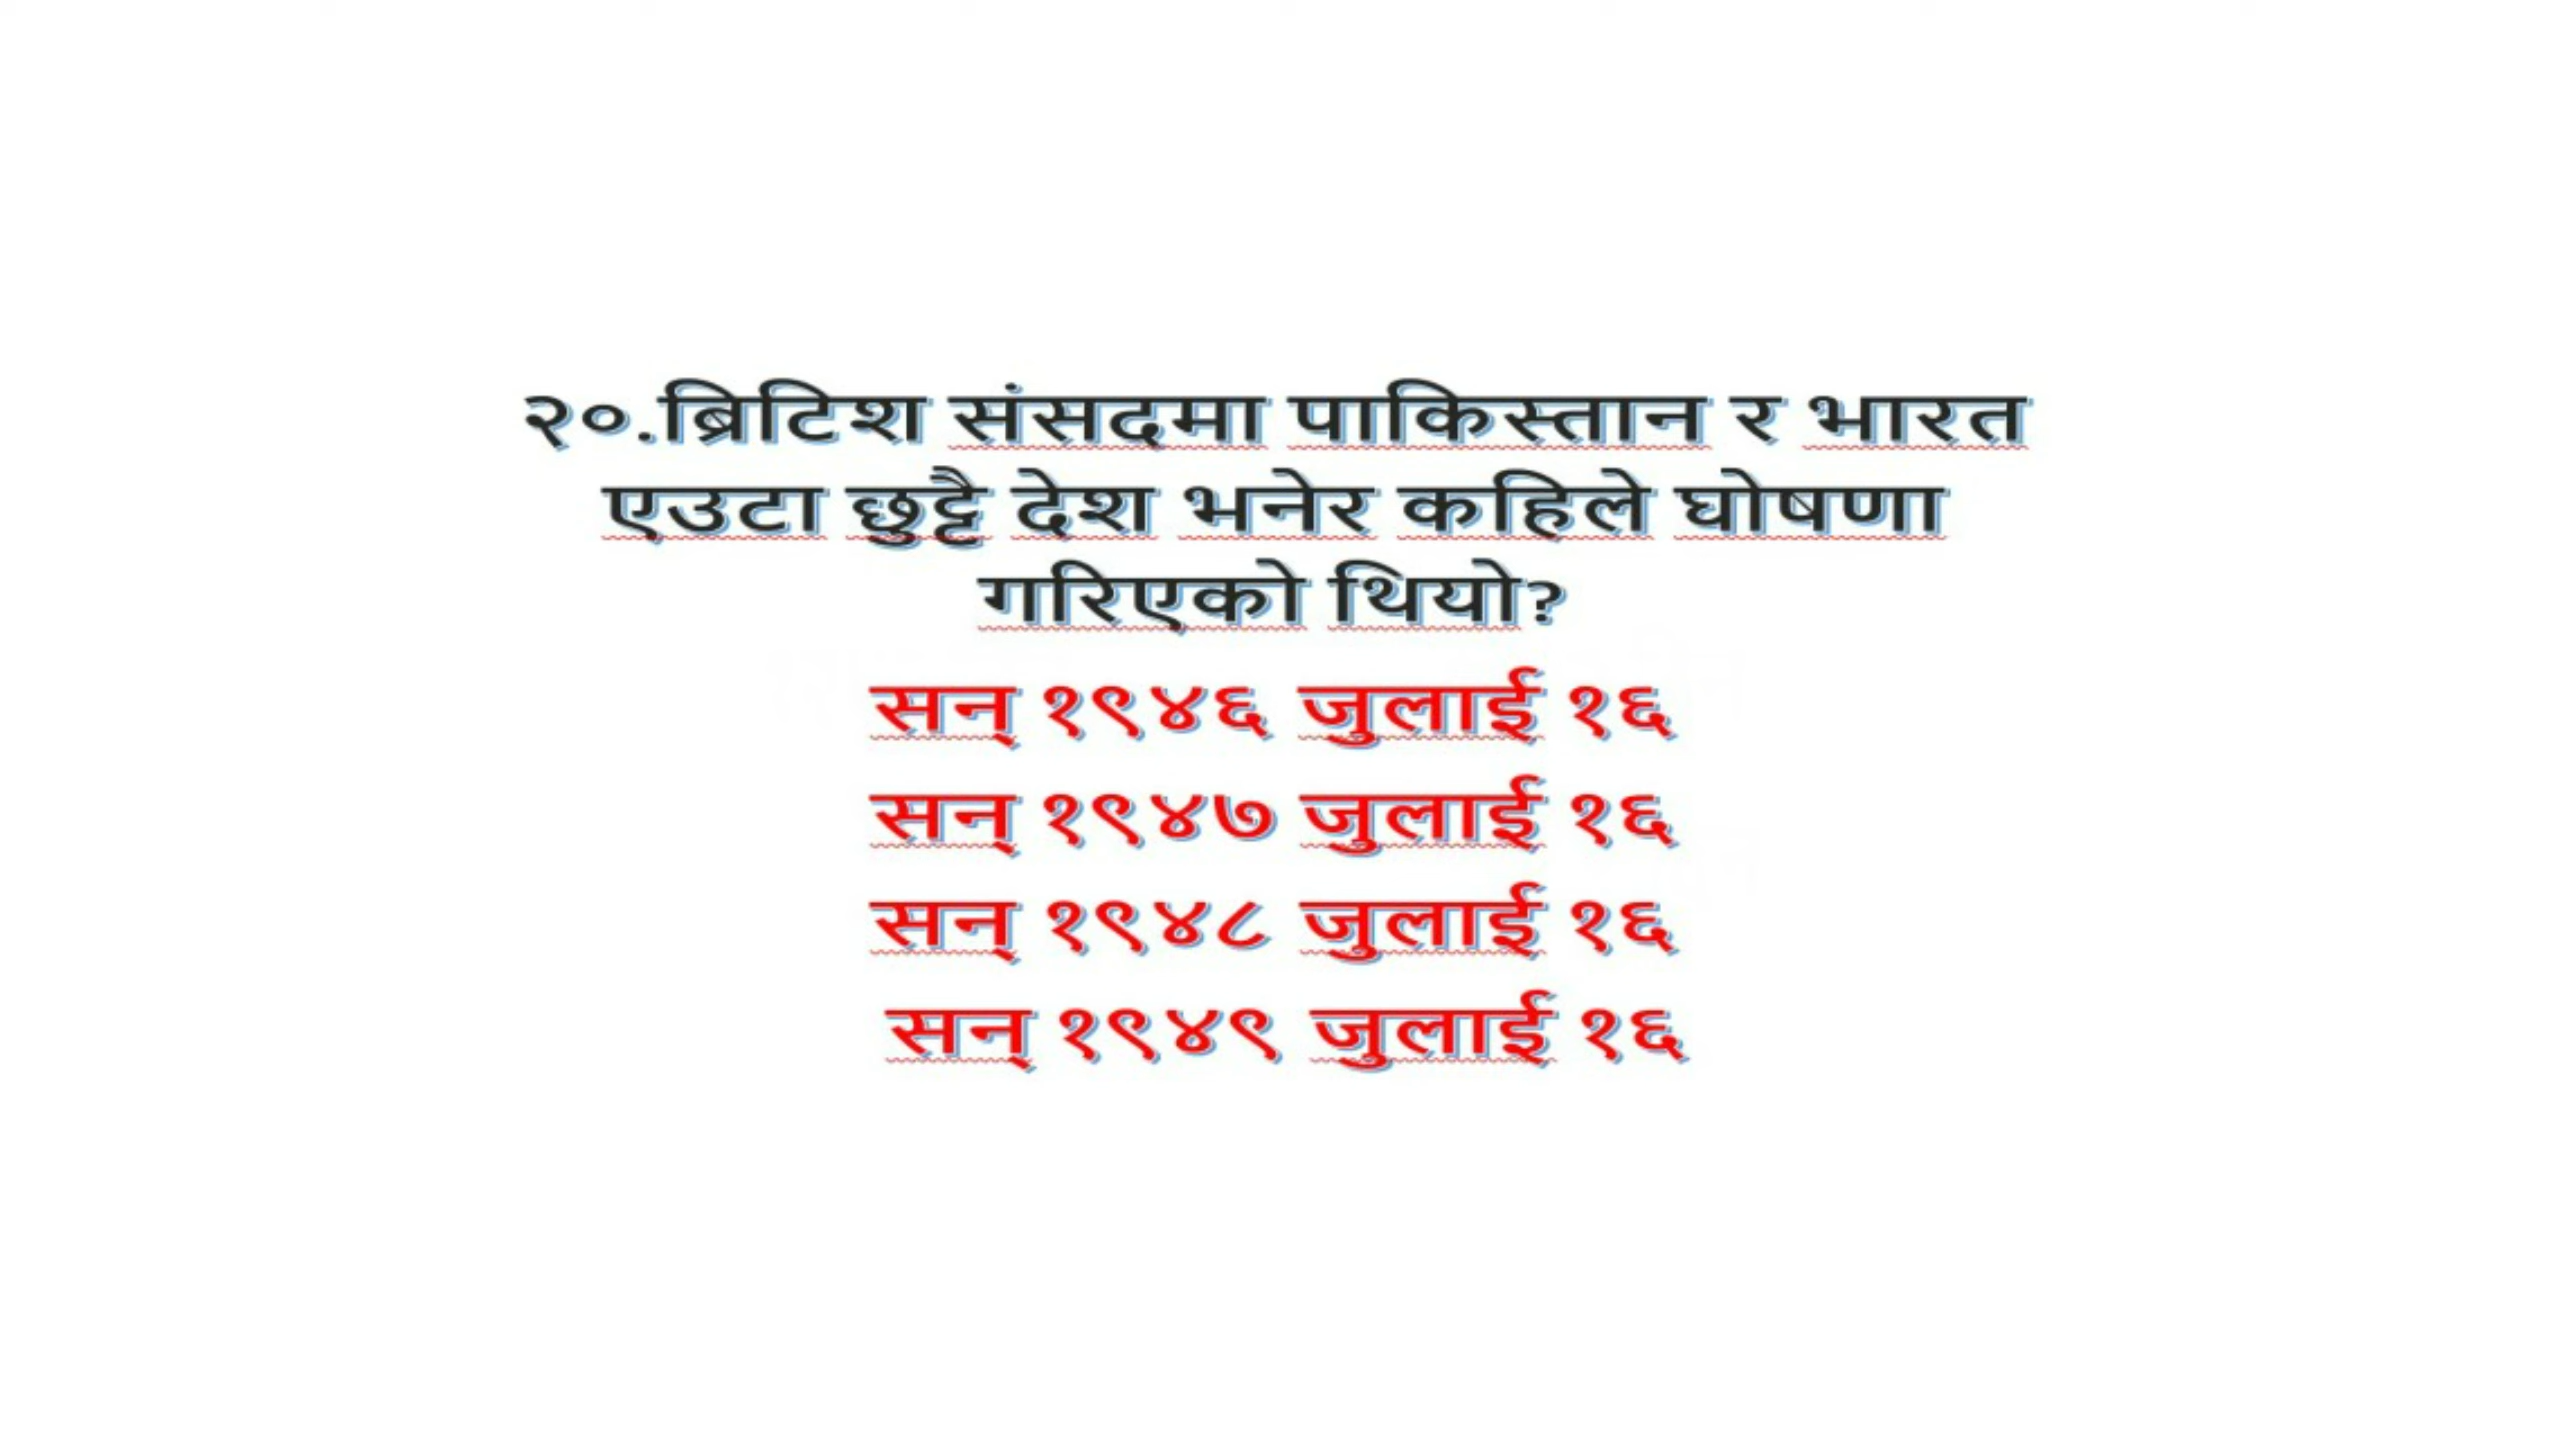 २०.ब्रिटिश संसदमा पाकिस्तान र भारत
एउटा छुट्टै देश भनेर कहिले घोषणा
गरिएको थियो?
सन् १९४६ जुलाई १६
सन् १९४७ जुलाई १६
सन् १९४८ जुलाई १६
सन् १९४९ जुलाई १६